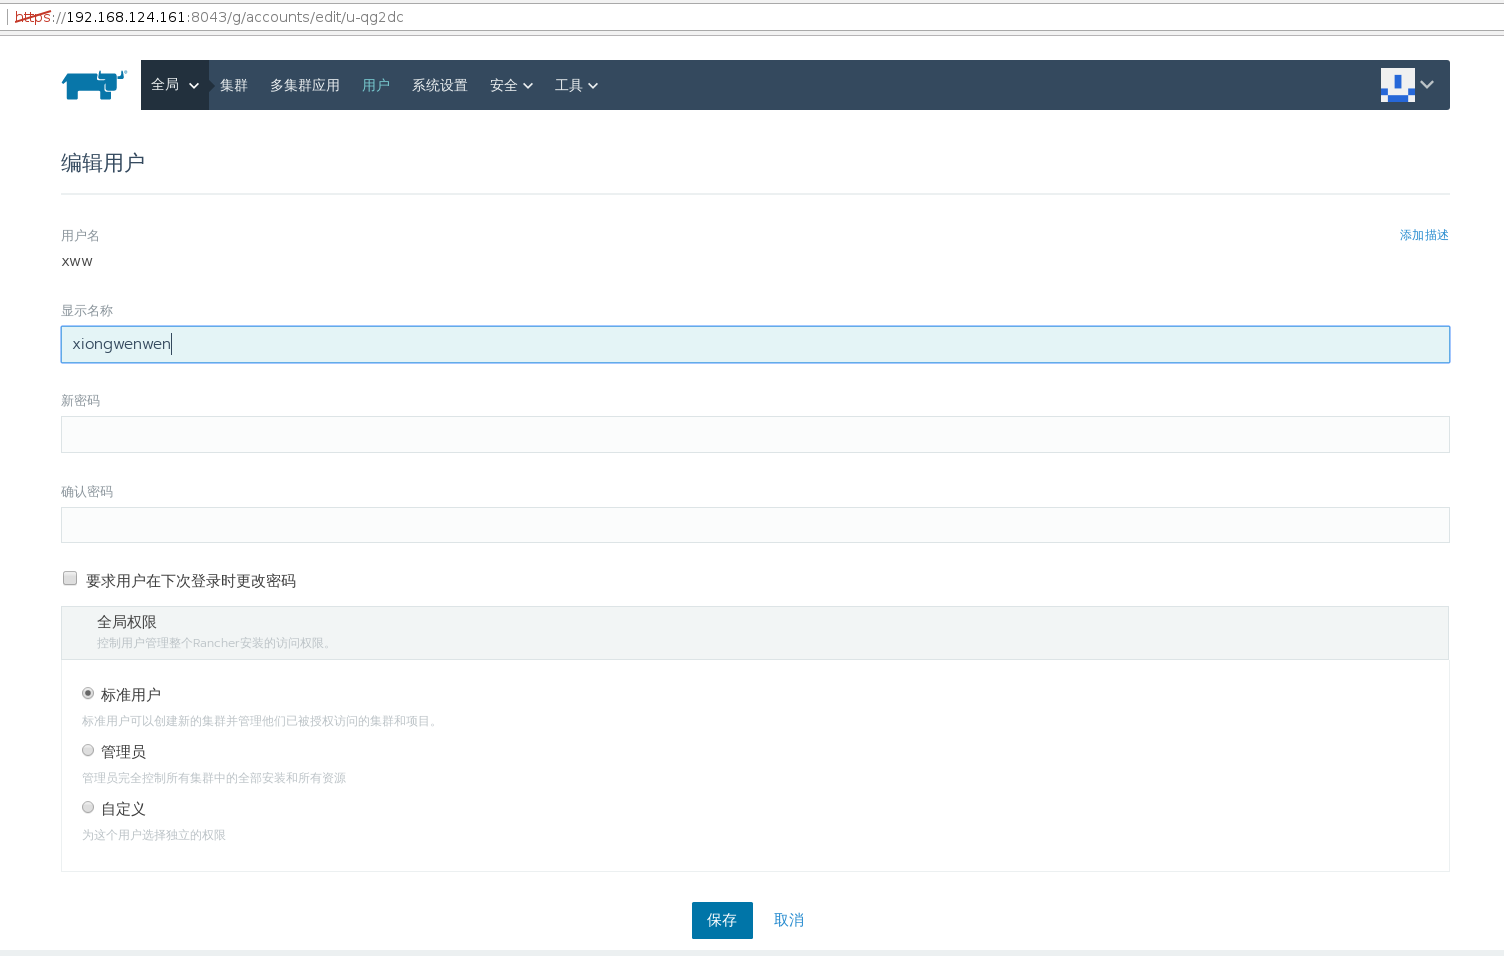 https://192.168.124.161:8043/g/accounts/edit/u-qg2dc
全局 集群 多集群应用 用户 系统设置 安全 工具
编辑用户
用户名 添加描述
xww
显示名称
xiongwenwen
新密码
确认密码
要求用户在下次登录时更改密码
全局权限
控制用户管理整个Rancher安装的访问权限。
标准用户
标准用户可以创建新的集群并管理他们已被授权访问的集群和项目。
管理员
管理员完全控制所有集群中的全部安装和所有资源
自定义
为这个用户选择独立的权限
保存 取消